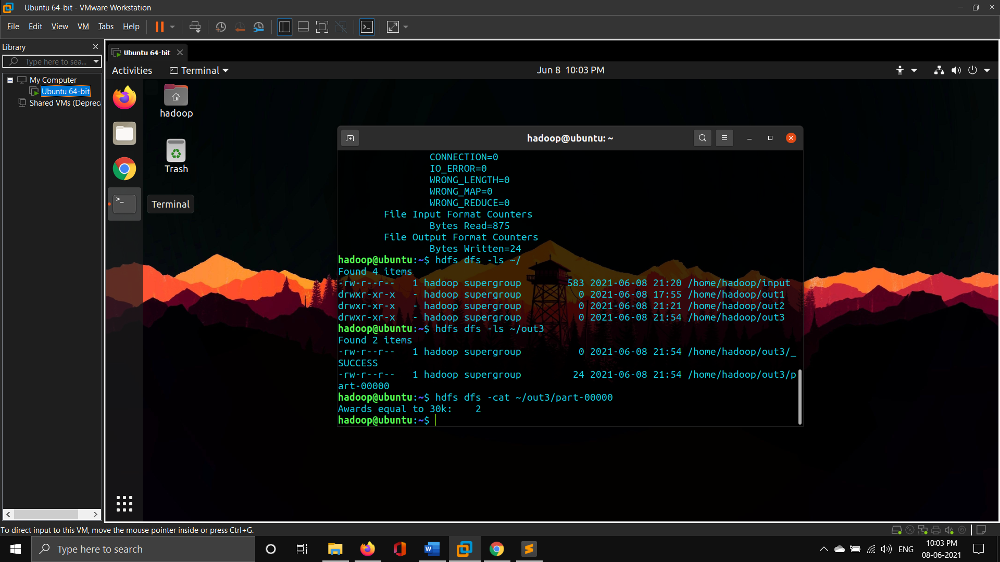 Ubuntu 64-bit - VMware Workstation
File Edit View VM Tabs Help
Library
Type here to sea...
My Computer
Ubuntu 64-bit
Shared VMs (Depreca
Ubuntu 64-bit
Activities Terminal Jun 8 10:03 PM
hadoop
Trash
Terminal
hadoop@ubuntu: ~
CONNECTION=0
IO_ERROR=0
WRONG_LENGTH=0
WRONG_MAP=0
WRONG_REDUCE=0
File Input Format Counters
Bytes Read=875
File Output Format Counters
Bytes Written=24
hadoop@ubuntu:~$ hdfs dfs -ls ~/
Found 4 items
-rw-r--r--   1 hadoop supergroup        583 2021-06-08 21:20 /home/hadoop/input
drwxr-xr-x   - hadoop supergroup          0 2021-06-08 17:55 /home/hadoop/out1
drwxr-xr-x   - hadoop supergroup          0 2021-06-08 21:21 /home/hadoop/out2
drwxr-xr-x   - hadoop supergroup          0 2021-06-08 21:54 /home/hadoop/out3
hadoop@ubuntu:~$ hdfs dfs -ls ~/out3
Found 2 items
-rw-r--r--   1 hadoop supergroup          0 2021-06-08 21:54 /home/hadoop/out3/_
SUCCESS
-rw-r--r--   1 hadoop supergroup         24 2021-06-08 21:54 /home/hadoop/out3/p
art-00000
hadoop@ubuntu:~$ hdfs dfs -cat ~/out3/part-00000
Awards equal to 30k:    2
hadoop@ubuntu:~$
To direct input to this VM, move the mouse pointer inside or press Ctrl+G.
Type here to search
ENG
10:03 PM
08-06-2021